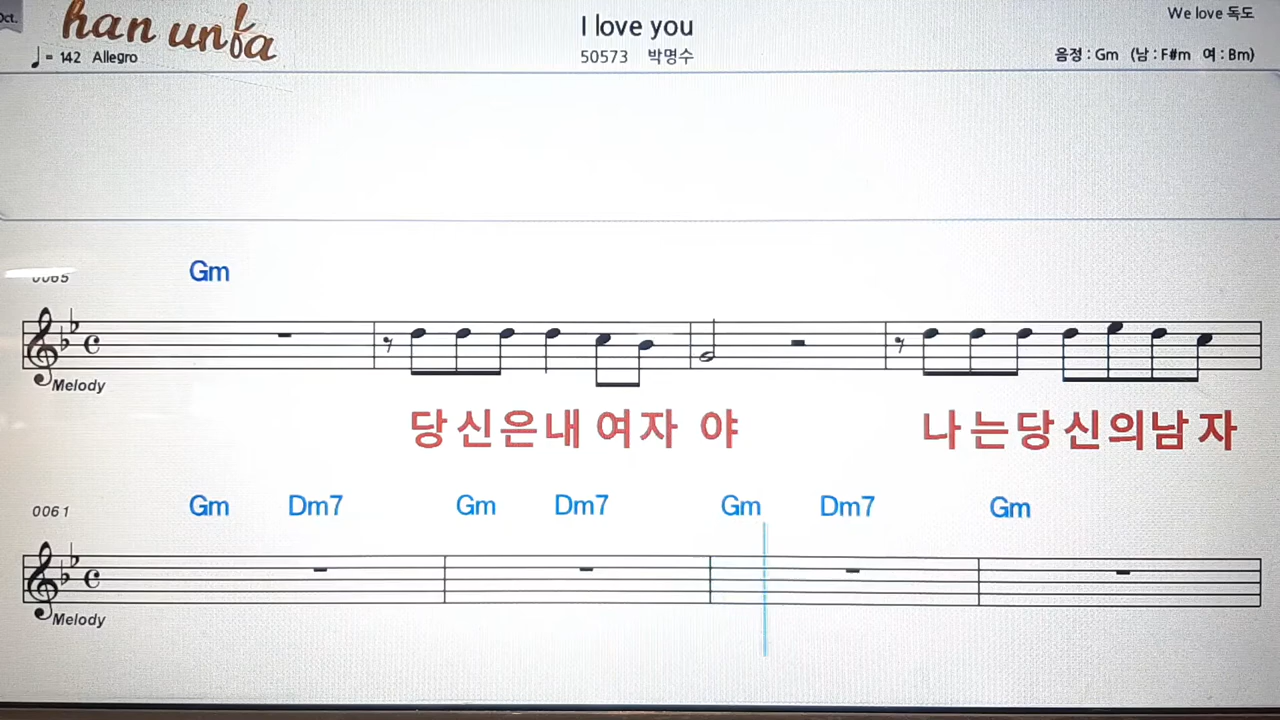 Oct.
han unfa
I love you
We love 독도
♩= 142 Allegro
50573 박명수
음정 : Gm (남 : F#m 여 : Bm)
0065 Gm
Melody
당신은내 여자 야 나는당신의남자
0061 Gm Dm7 Gm Dm7 Gm Dm7 Gm
Melody